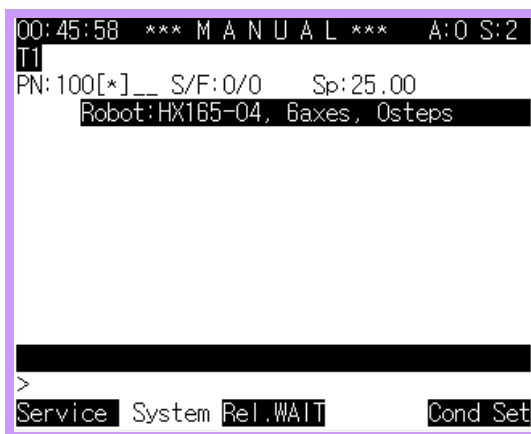 00:45:58 *** M A N U A L *** A:0 S:2
T1
PN:100[*]__ S/F:0/0 Sp:25.00
Robot:HX165-04, 6axes, 0steps
>
Service System Rel.WAIT Cond Set